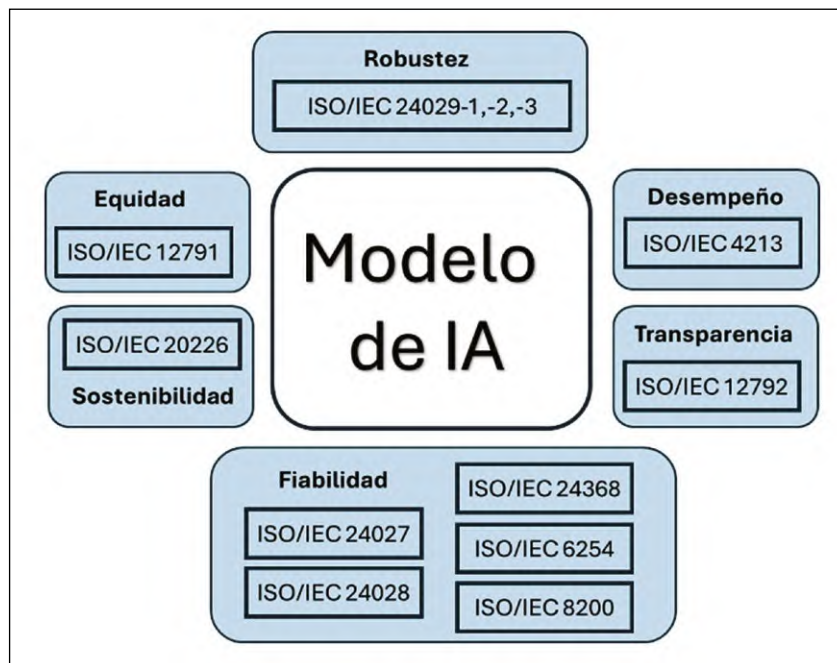 Robustez
ISO/IEC 24029-1,-2,-3
Equidad
ISO/IEC 12791
ISO/IEC 20226
Sostenibilidad
Modelo
de IA
Desempeño
ISO/IEC 4213
Transparencia
ISO/IEC 12792
Fiabilidad
ISO/IEC 24027
ISO/IEC 24028
ISO/IEC 24368
ISO/IEC 6254
ISO/IEC 8200